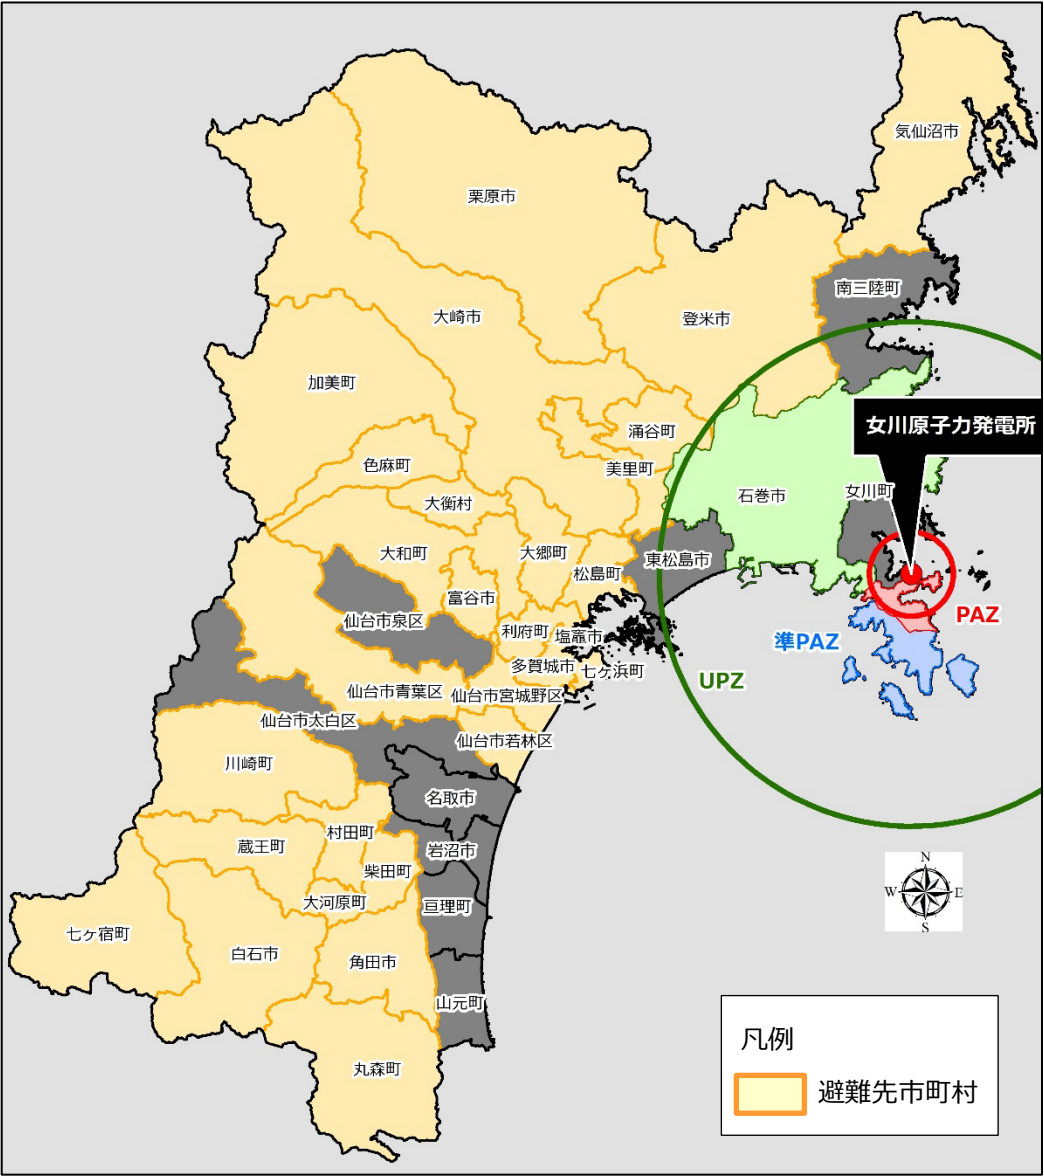 気仙沼市
栗原市
南三陸町
大崎市
登米市
加美町
女川原子力発電所
涌谷町
色麻町
美里町
大衡村
石巻市
女川町
大和町
大郷町
東松島市
松島町
富谷市
仙台市泉区
利府町
塩竈市
PAZ
準PAZ
多賀城市
七ヶ浜町
UPZ
仙台市青葉区
仙台市宮城野区
仙台市太白区
仙台市若林区
川崎町
名取市
村田町
蔵王町
岩沼市
柴田町
大河原町
亘理町
N
W
E
S
七ヶ宿町
白石市
角田市
山元町
凡例
丸森町
避難先市町村